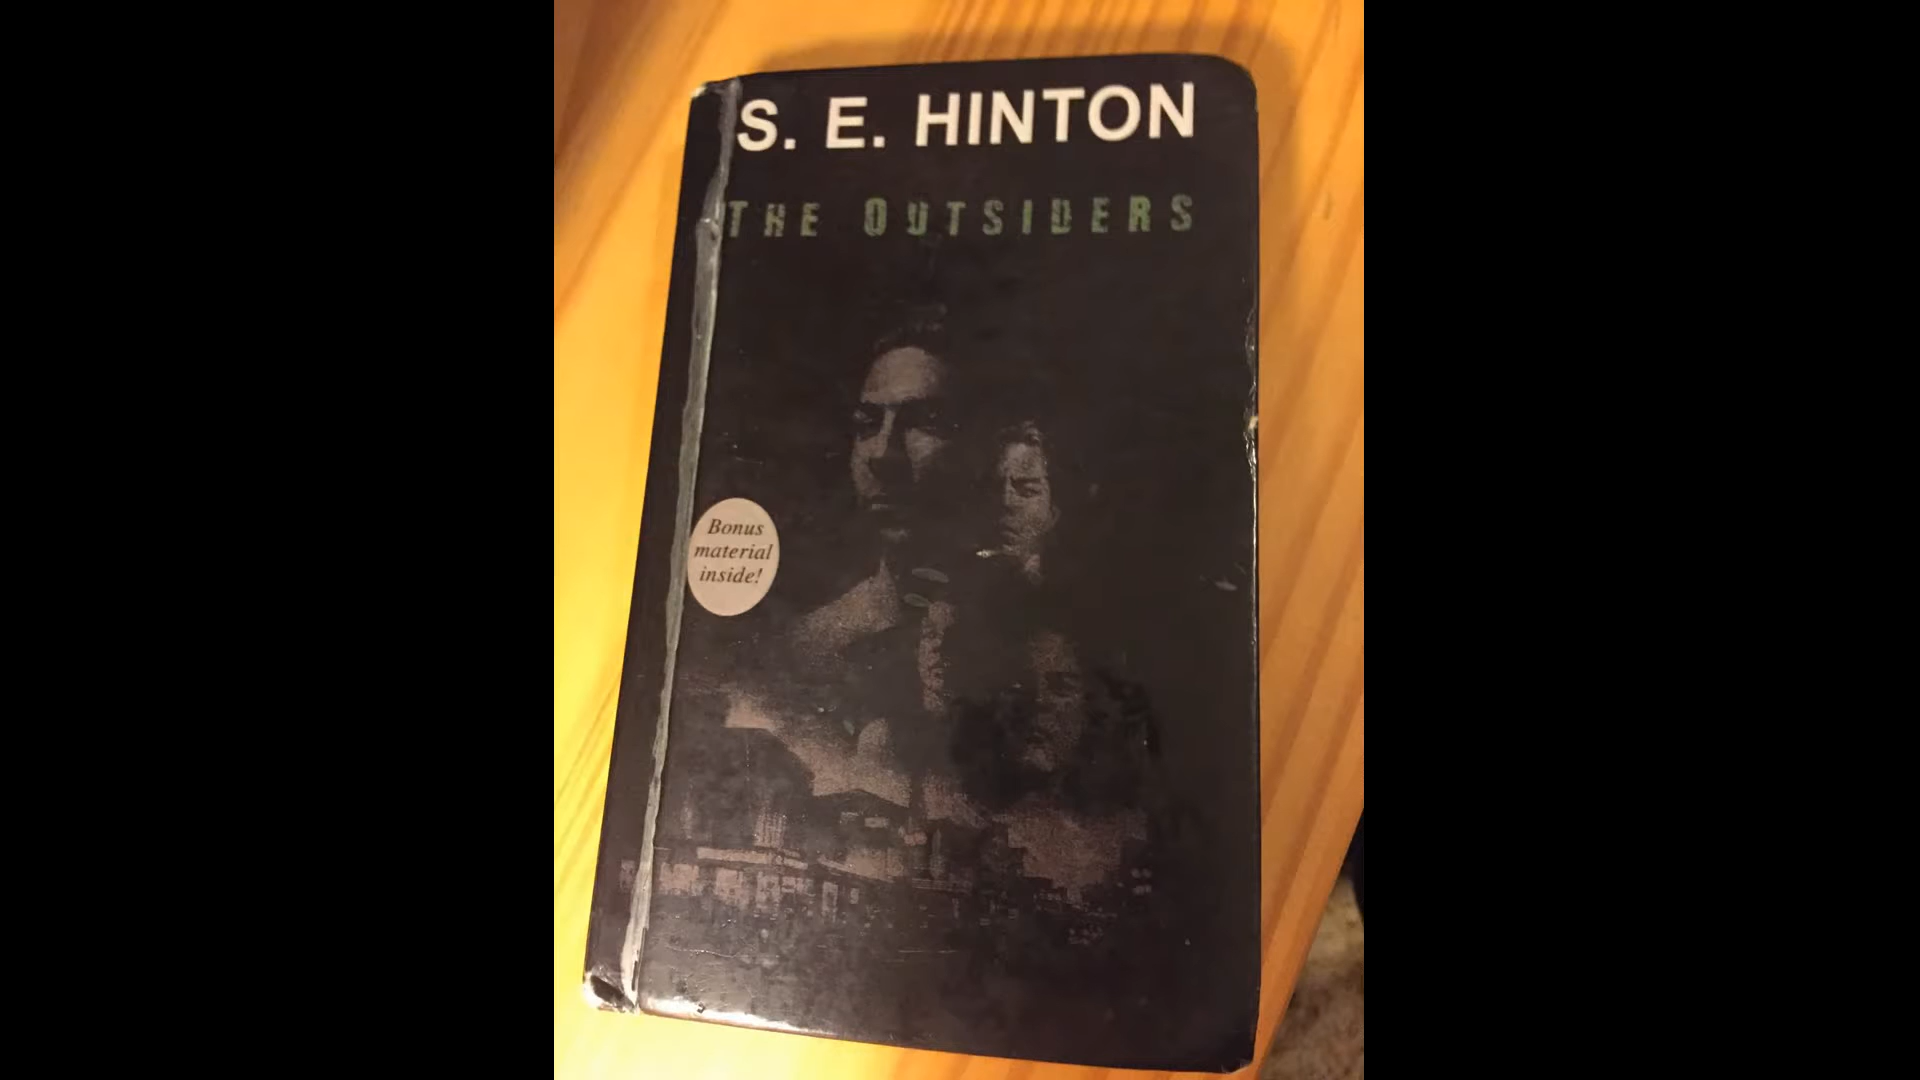 S. E. HINTON
THE OUTSIDERS
Bonus
material
inside!